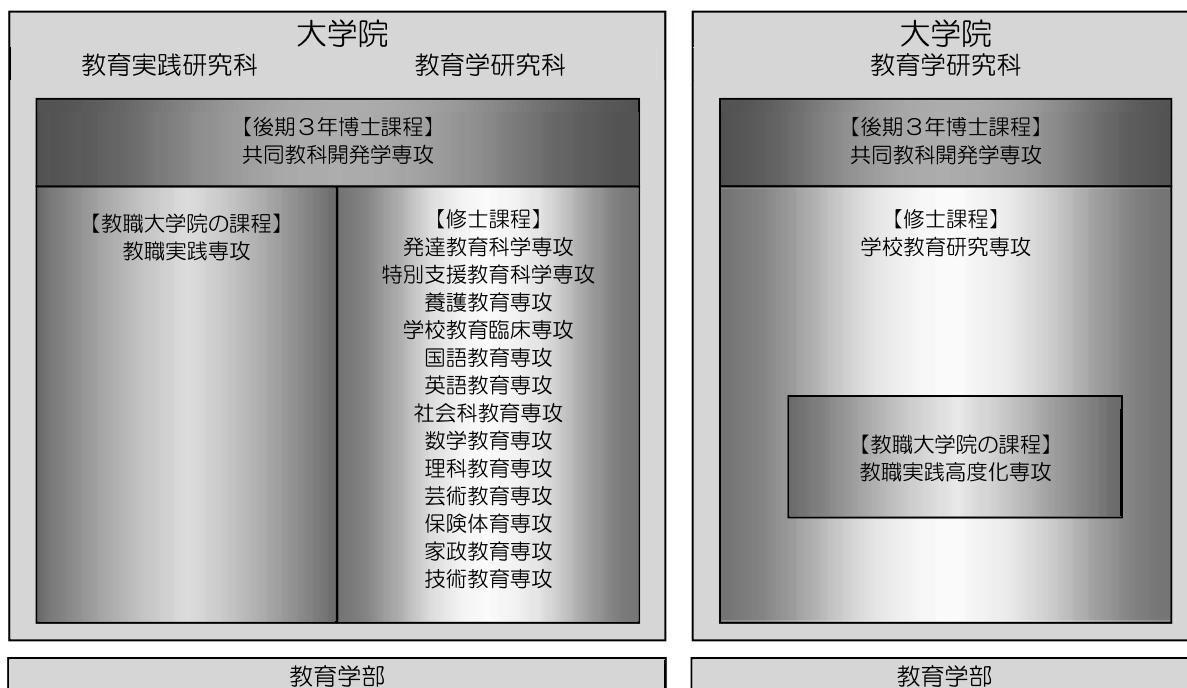 大学院
教育実践研究科
教育学研究科
【後期３年博士課程】
共同教科開発学専攻
【教職大学院の課程】
教職実践専攻
【修士課程】
発達教育科学専攻
特別支援教育科学専攻
養護教育専攻
学校教育臨床専攻
国語教育専攻
英語教育専攻
社会科教育専攻
数学教育専攻
理科教育専攻
芸術教育専攻
保険体育専攻
家政教育専攻
技術教育専攻
教育学部
大学院
教育学研究科
【後期３年博士課程】
共同教科開発学専攻
【修士課程】
学校教育研究専攻
【教職大学院の課程】
教職実践高度化専攻
教育学部